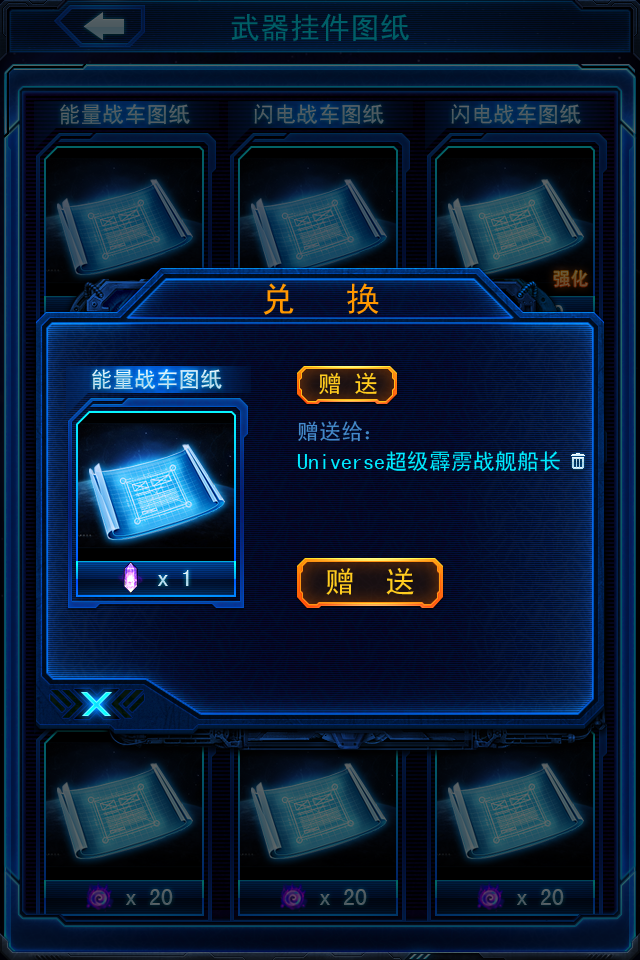 武器挂件图纸
能量战车图纸
闪电战车图纸
闪电战车图纸
强化
兑 换
能量战车图纸
x 1
赠 送
赠送给:
Universe超级霹雳战舰船长
赠 送
x 20
x 20
x 20